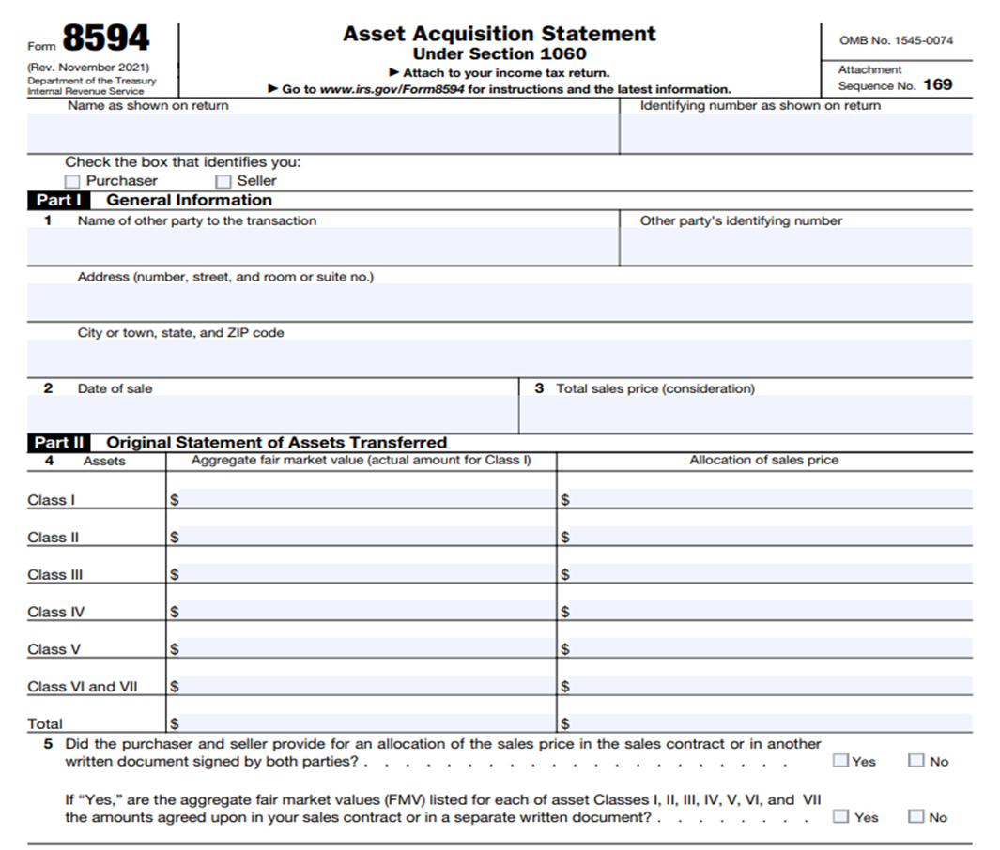 Form 8594
(Rev. November 2021)
Department of the Treasury
Internal Revenue Service
Asset Acquisition Statement
Under Section 1060
▶ Attach to your income tax return.
▶ Go to www.irs.gov/Form8594 for instructions and the latest information.
OMB No. 1545-0074
Attachment
Sequence No. 169
Name as shown on return
Identifying number as shown on return
Check the box that identifies you:
Purchaser Seller
Part I General Information
1 Name of other party to the transaction
Other party's identifying number
Address (number, street, and room or suite no.)
City or town, state, and ZIP code
2 Date of sale
3 Total sales price (consideration)
Part II Original Statement of Assets Transferred
4 Assets Aggregate fair market value (actual amount for Class I) Allocation of sales price
Class I $ $
Class II $ $
Class III $ $
Class IV $ $
Class V $ $
Class VI and VII $ $
Total $ $
5 Did the purchaser and seller provide for an allocation of the sales price in the sales contract or in another
written document signed by both parties? . . . . . . . . . . . . . . . . . . . . . Yes No
If “Yes,” are the aggregate fair market values (FMV) listed for each of asset Classes I, II, III, IV, V, VI, and VII
the amounts agreed upon in your sales contract or in a separate written document? . . . . . . . . Yes No